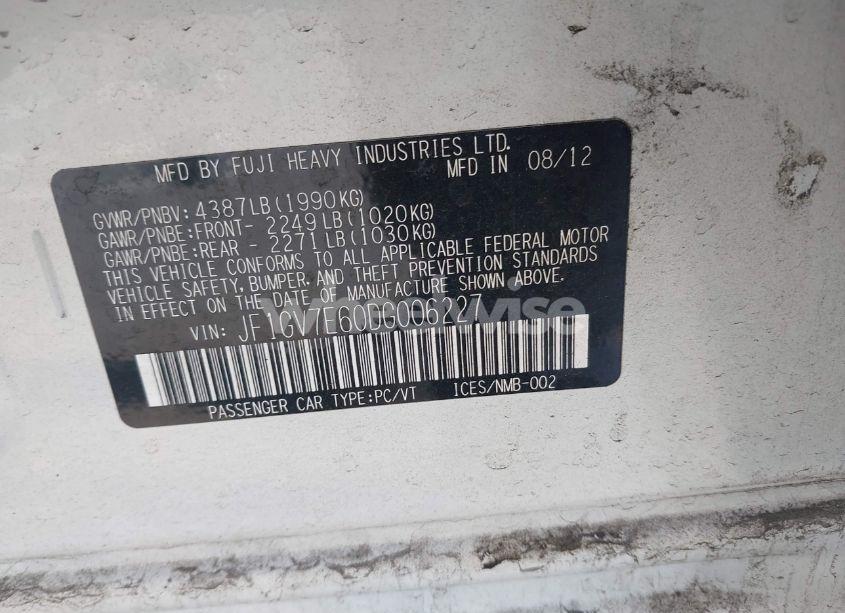 MFD BY FUJI HEAVY INDUSTRIES LTD.
MFD IN 08/12
GVWR/PNBV: 4387LB(1990KG)
GAWR/PNBE:FRONT- 2249LB(1020KG)
GAWR/PNBE:REAR - 2271LB(1030KG)
THIS VEHICLE CONFORMS TO ALL APPLICABLE FEDERAL MOTOR
VEHICLE SAFETY, BUMPER, AND THEFT PREVENTION STANDARDS
IN EFFECT ON THE DATE OF MANUFACTURE SHOWN ABOVE.
VIN: JF1GV7E60DG006227
PASSENGER CAR TYPE:PC/VT ICES/NMB-002